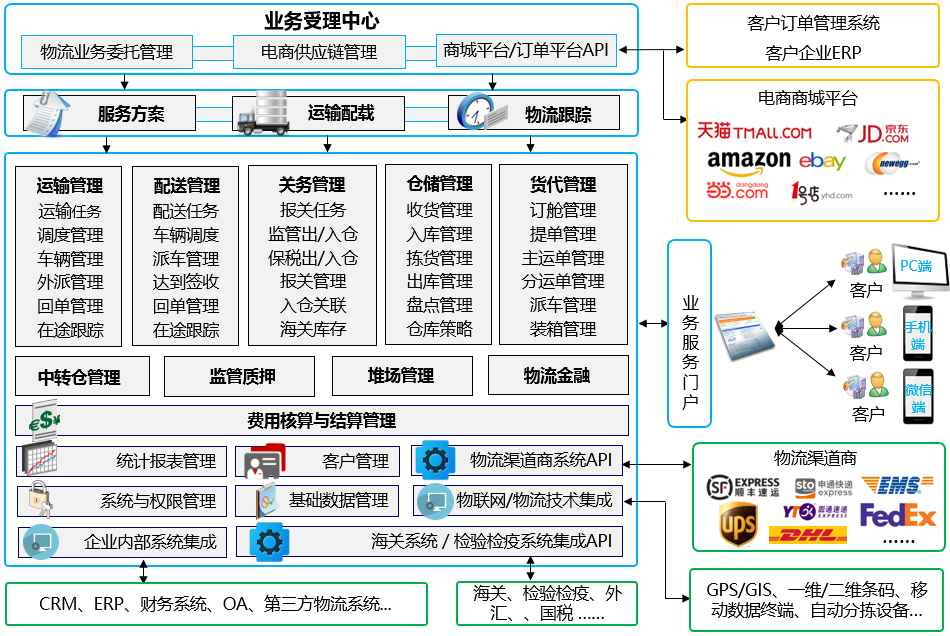 业务受理中心
物流业务委托管理
电商供应链管理
商城平台/订单平台API
客户订单管理系统
客户企业ERP
服务方案
运输配载
物流跟踪
电商商城平台
天猫 TMALL.COM
JD京东.COM
amazon
ebay
newegg.com
当当.com
dangdang.com
1号店
yhd.com
......
运输管理
运输任务
调度管理
车辆管理
外派管理
回单管理
在途跟踪
配送管理
配送任务
车辆调度
派车管理
达到签收
回单管理
在途跟踪
关务管理
报关任务
监管出/入仓
保税出/入仓
报关管理
入仓关联
海关库存
仓储管理
收货管理
入库管理
拣货管理
出库管理
盘点管理
仓库策略
货代管理
订舱管理
提单管理
主运单管理
分运单管理
派车管理
装箱管理
中转仓管理
监管质押
堆场管理
物流金融
€$¥
费用核算与结算管理
统计报表管理
客户管理
物流渠道商系统API
系统与权限管理
基础数据管理
物联网/物流技术集成
企业内部系统集成
海关系统 / 检验检疫系统集成API
业务服务门户
客户
PC端
客户
手机
端
客户
微信
端
物流渠道商
SF EXPRESS
顺丰速运
sto 申通快递
express
EMS
ups
YTO 圆通速递
EXPRESS
FedEx
DHL
......
CRM、ERP、财务系统、OA、第三方物流系统...
海关、检验检疫、外
汇、、国税 ......
GPS/GIS、一维/二维条码、移
动数据终端、自动分拣设备...